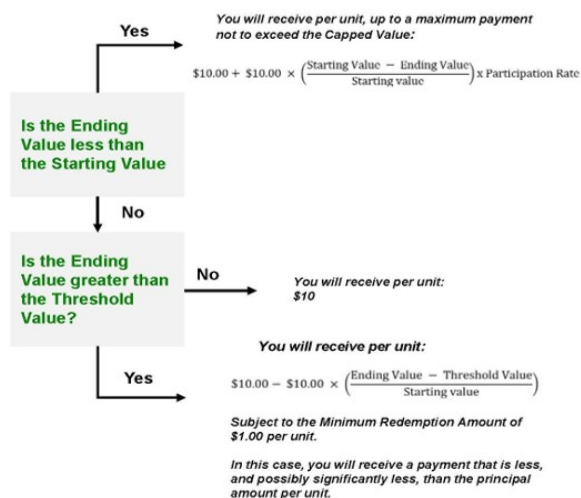 Yes
You will receive per unit, up to a maximum payment
not to exceed the Capped Value:
$10.00 + $10.00 × (Starting Value − Ending Value / Starting value) x Participation Rate
Is the Ending
Value less than
the Starting Value
No
Is the Ending
Value greater than
the Threshold
Value?
No
You will receive per unit:
$10
You will receive per unit:
Yes
$10.00 − $10.00 × (Ending Value − Threshold Value / Starting value)
Subject to the Minimum Redemption Amount of
$1.00 per unit.
In this case, you will receive a payment that is less,
and possibly significantly less, than the principal
amount per unit.